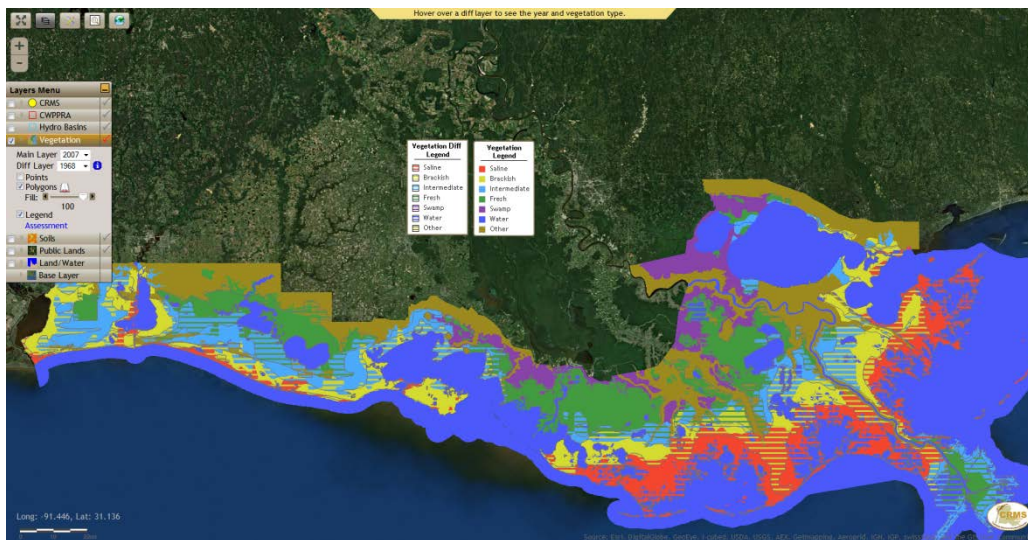 Hover over a diff layer to see the year and vegetation type.
Layers Menu
CRMS
CWPPRA
Hydro Basins
Vegetation
Main Layer 2007
Diff Layer 1968
Points
Polygons
Fill:
100
Legend
Assessment
Soils
Public Lands
Land/Water
Base Layer
Vegetation Diff
Legend
Saline
Brackish
Intermediate
Fresh
Swamp
Water
Other
Vegetation
Legend
Saline
Brackish
Intermediate
Fresh
Swamp
Water
Other
Long: -91.446, Lat: 31.136
CRMS